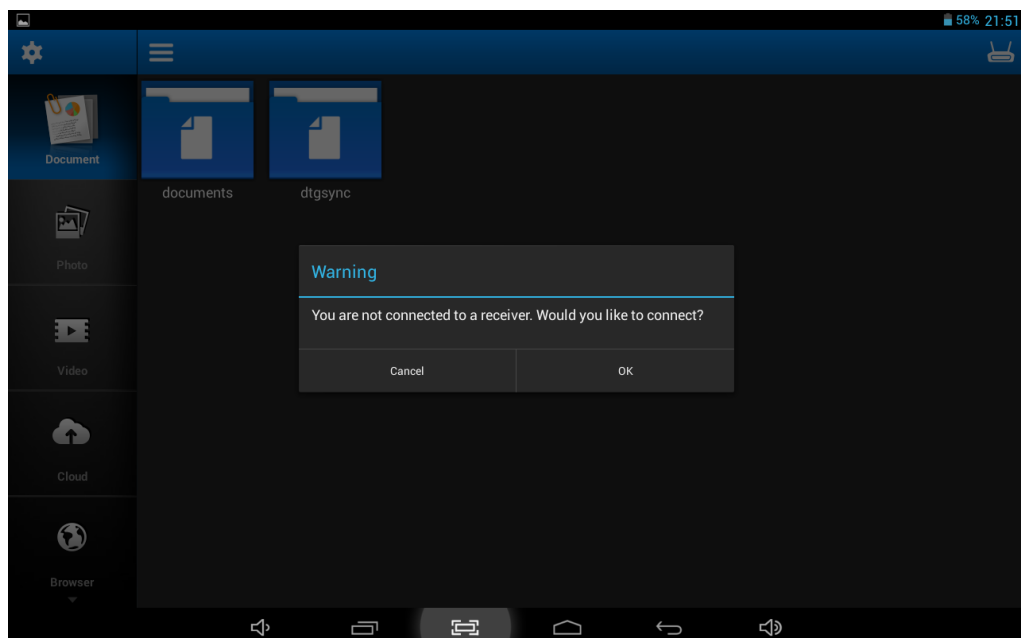 58% 21:51
Document
documents
dtgsync
Photo
Warning
You are not connected to a receiver. Would you like to connect?
Cancel
OK
Video
Cloud
Browser